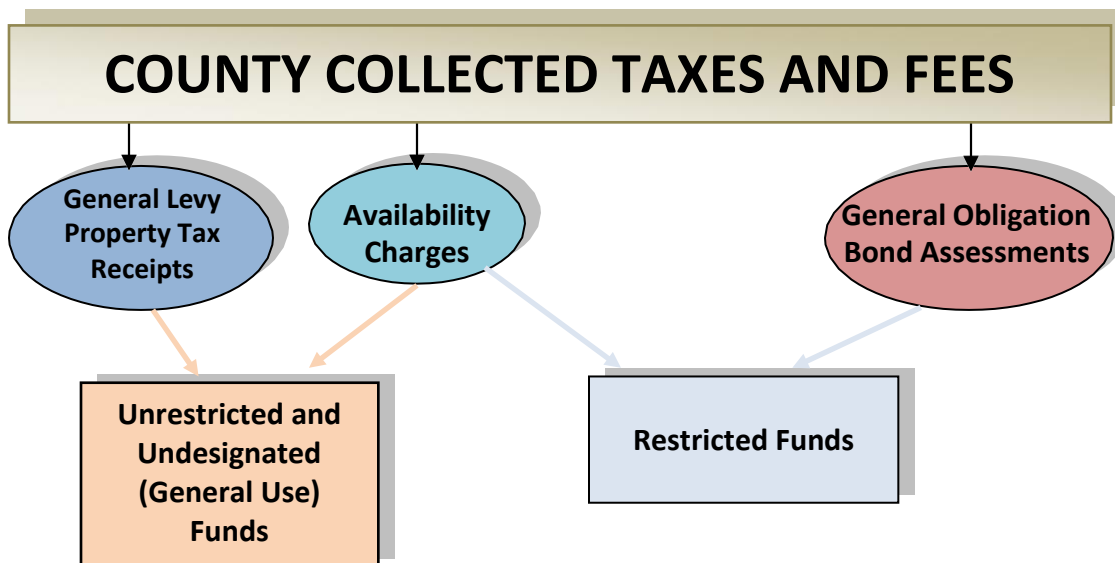 COUNTY COLLECTED TAXES AND FEES
General Levy
Property Tax
Receipts
Availability
Charges
General Obligation
Bond Assessments
Unrestricted and
Undesignated
(General Use)
Funds
Restricted Funds